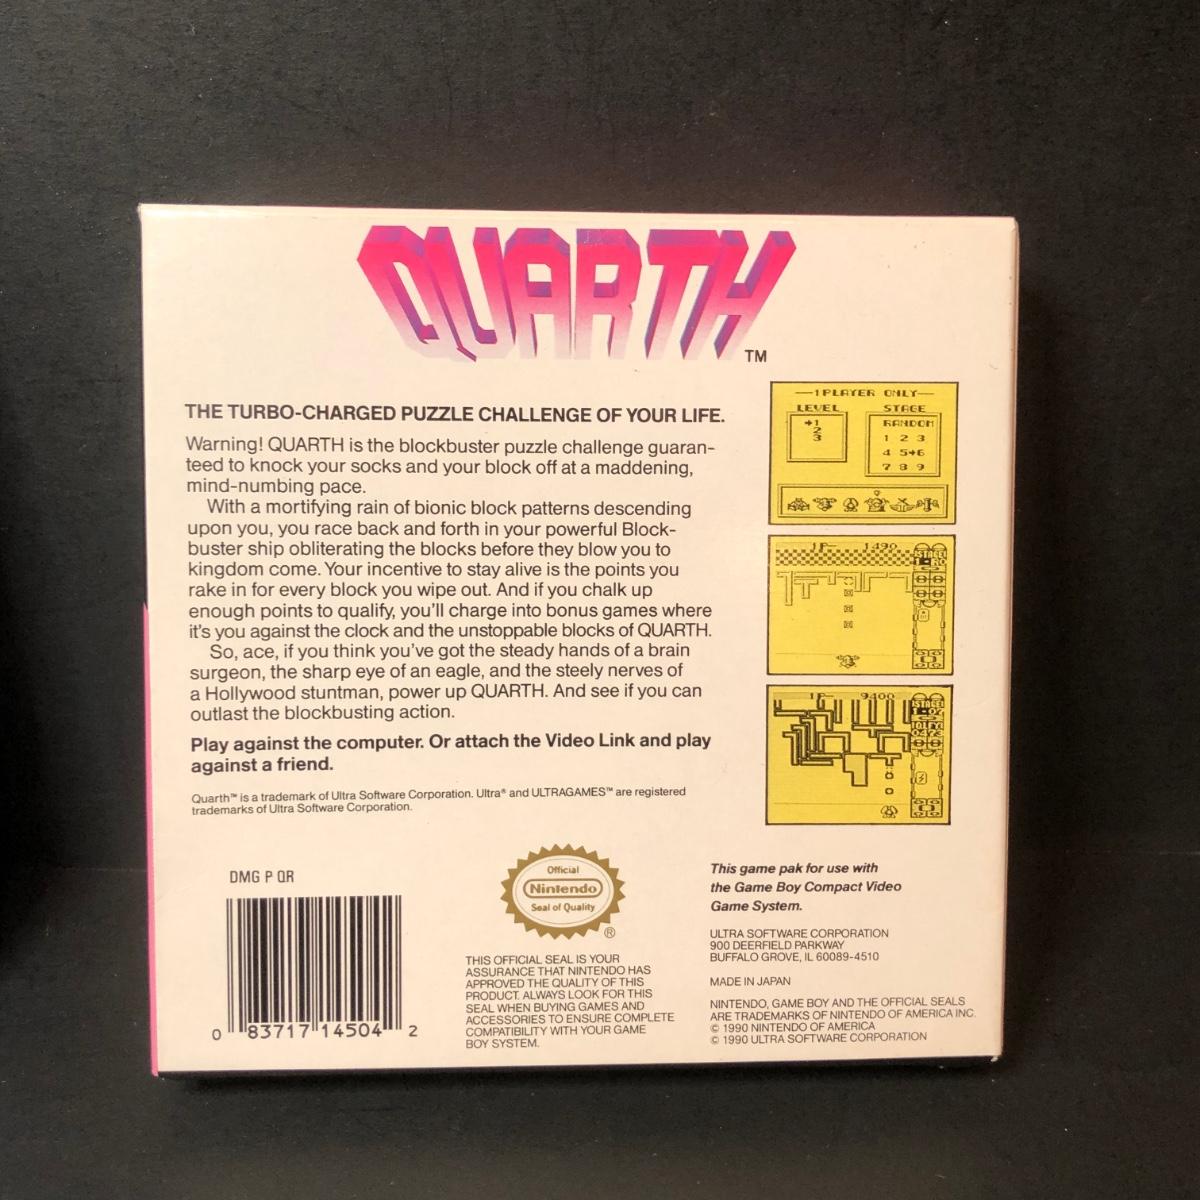 QUARTH
TM
THE TURBO-CHARGED PUZZLE CHALLENGE OF YOUR LIFE.
Warning! QUARTH is the blockbuster puzzle challenge guaran-
teed to knock your socks and your block off at a maddening,
mind-numbing pace.
With a mortifying rain of bionic block patterns descending
upon you, you race back and forth in your powerful Block-
buster ship obliterating the blocks before they blow you to
kingdom come. Your incentive to stay alive is the points you
rake in for every block you wipe out. And if you chalk up
enough points to qualify, you'll charge into bonus games where
it's you against the clock and the unstoppable blocks of QUARTH.
So, ace, if you think you've got the steady hands of a brain
surgeon, the sharp eye of an eagle, and the steely nerves of
a Hollywood stuntman, power up QUARTH. And see if you can
outlast the blockbusting action.
Play against the computer. Or attach the Video Link and play
against a friend.
Quarth™ is a trademark of Ultra Software Corporation. Ultra® and ULTRAGAMES™ are registered
trademarks of Ultra Software Corporation.
1 PLAYER ONLY
LEVEL STAGE
1 RANDOM
2 1 2 3
3 4 5 6
7 8 9
1P- 1490
STAGE
1P- 9400
STAGE
DMG P QR
0 83717 14504 2
Official
Nintendo
Seal of Quality
®
THIS OFFICIAL SEAL IS YOUR
ASSURANCE THAT NINTENDO HAS
APPROVED THE QUALITY OF THIS
PRODUCT. ALWAYS LOOK FOR THIS
SEAL WHEN BUYING GAMES AND
ACCESSORIES TO ENSURE COMPLETE
COMPATIBILITY WITH YOUR GAME
BOY SYSTEM.
This game pak for use with
the Game Boy Compact Video
Game System.
ULTRA SOFTWARE CORPORATION
900 DEERFIELD PARKWAY
BUFFALO GROVE, IL 60089-4510
MADE IN JAPAN
NINTENDO, GAME BOY AND THE OFFICIAL SEALS
ARE TRADEMARKS OF NINTENDO OF AMERICA INC.
© 1990 NINTENDO OF AMERICA
© 1990 ULTRA SOFTWARE CORPORATION